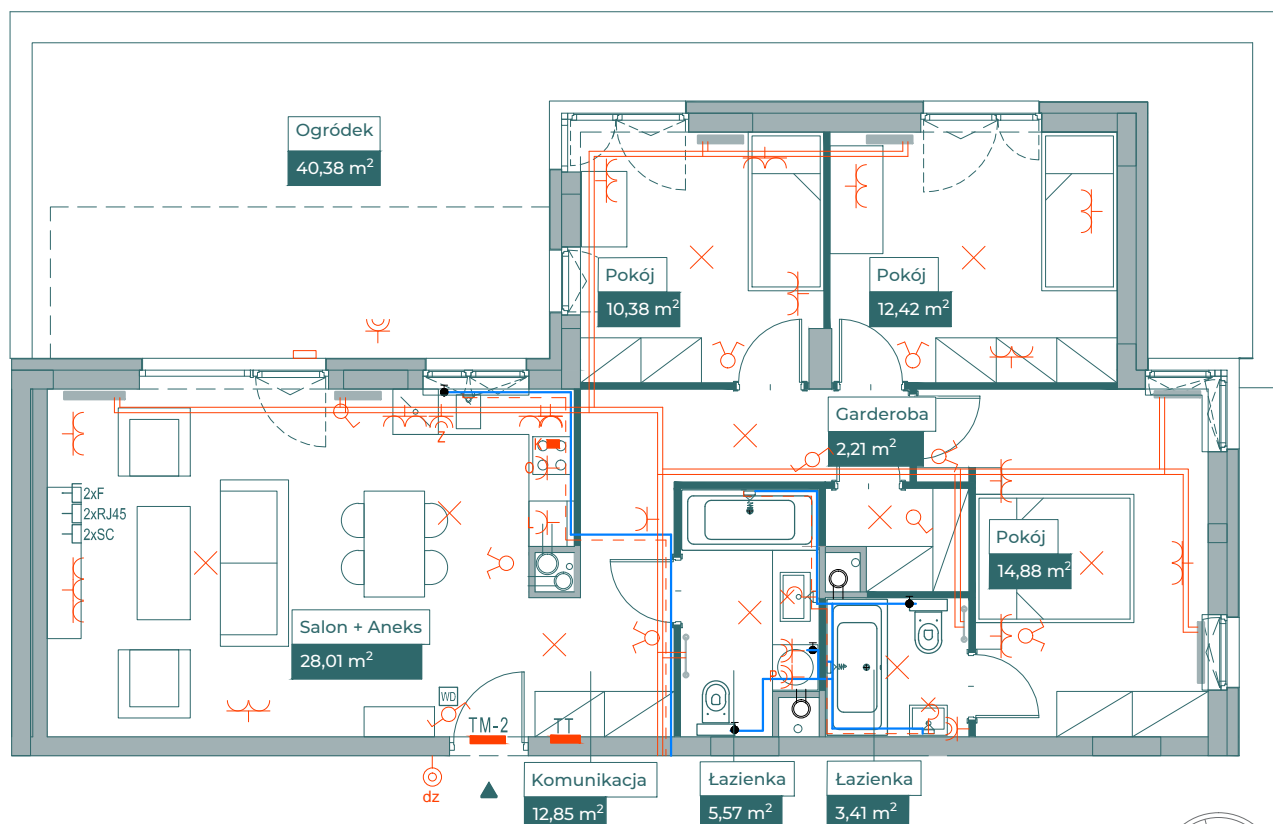 Ogródek
40,38 m²
Pokój
10,38 m²
Pokój
12,42 m²
Garderoba
2,21 m²
Z
K
2xF
2xRJ45
2xSC
Pokój
14,88 m²
Salon + Aneks
28,01 m²
P
WD
TM-2
TT
dz
Komunikacja
12,85 m²
Łazienka
5,57 m²
Łazienka
3,41 m²